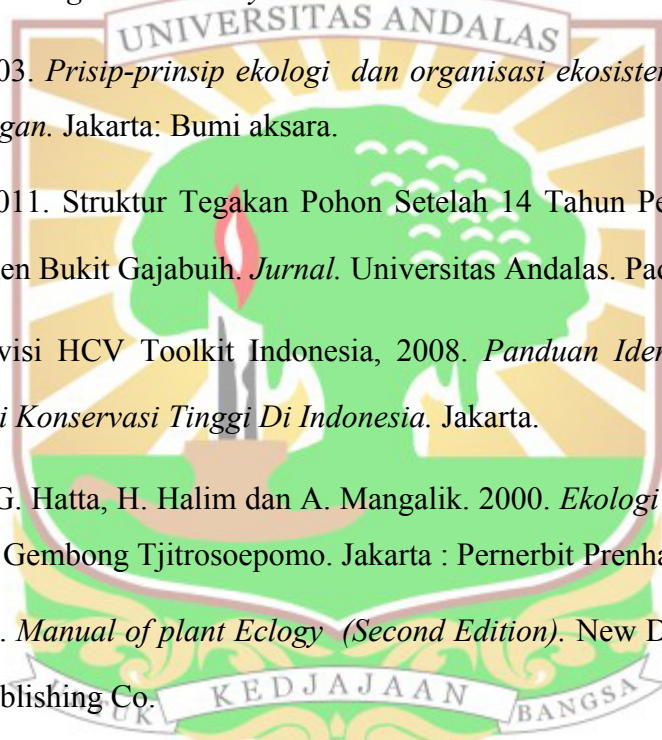 UNIVERSITAS ANDALAS
03. Prisip-prinsip ekologi dan organisasi ekosistem
gan. Jakarta: Bumi aksara.
011. Struktur Tegakan Pohon Setelah 14 Tahun Pe
en Bukit Gajabuih. Jurnal. Universitas Andalas. Pad
visi HCV Toolkit Indonesia, 2008. Panduan Iden
i Konservasi Tinggi Di Indonesia. Jakarta.
G. Hatta, H. Halim dan A. Mangalik. 2000. Ekologi
Gembong Tjitrosoepomo. Jakarta : Pernerbit Prenha
. Manual of plant Eclogy (Second Edition). New D
blishing Co.
UNTUK KEDJAJAAN BANGSA